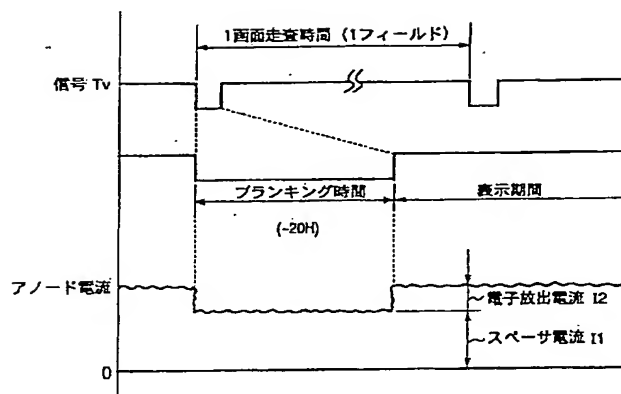 1画面走査時間（1フィールド）
信号 Tv
ブランキング時間
表示期間
(~20H)
アノード電流
電子放出電流 I2
スペーサ電流 I1
0